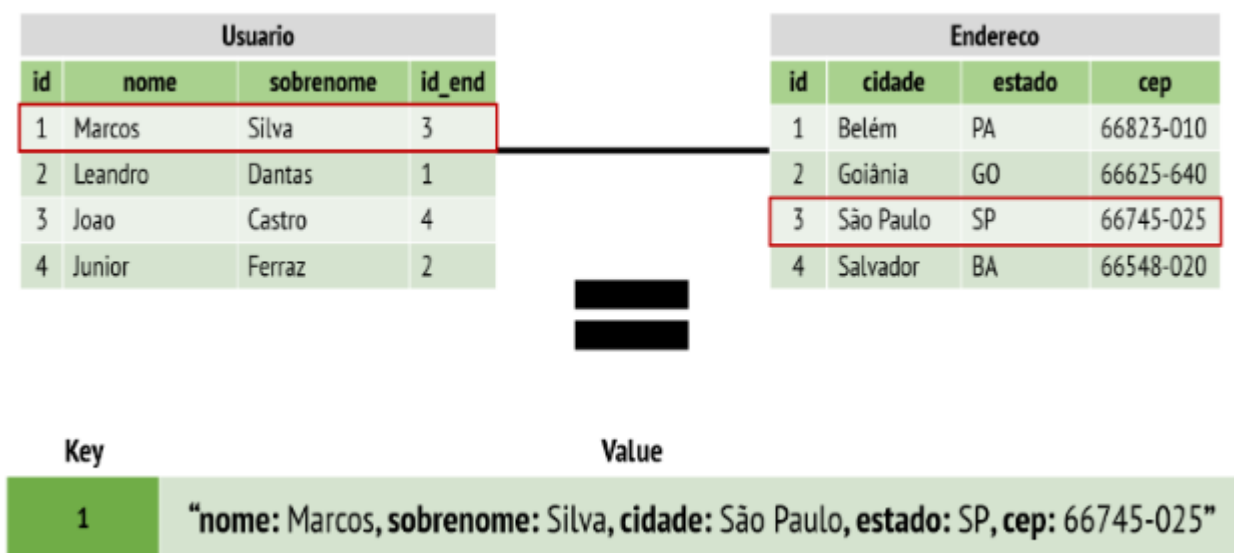 Usuario
id nome sobrenome id_end
1 Marcos Silva 3
2 Leandro Dantas 1
3 Joao Castro 4
4 Junior Ferraz 2
Endereco
id cidade estado cep
1 Belém PA 66823-010
2 Goiânia GO 66625-640
3 São Paulo SP 66745-025
4 Salvador BA 66548-020
Key Value
1 “nome: Marcos, sobrenome: Silva, cidade: São Paulo, estado: SP, cep: 66745-025”